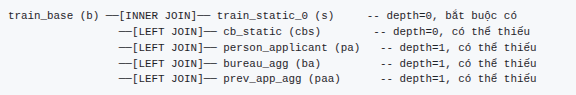 train_base (b) ──[INNER JOIN]── train_static_0 (s)     -- depth=0, bắt buộc có
               ──[LEFT JOIN]── cb_static (cbs)        -- depth=0, có thể thiếu
               ──[LEFT JOIN]── person_applicant (pa)   -- depth=1, có thể thiếu
               ──[LEFT JOIN]── bureau_agg (ba)         -- depth=1, có thể thiếu
               ──[LEFT JOIN]── prev_app_agg (paa)      -- depth=1, có thể thiếu